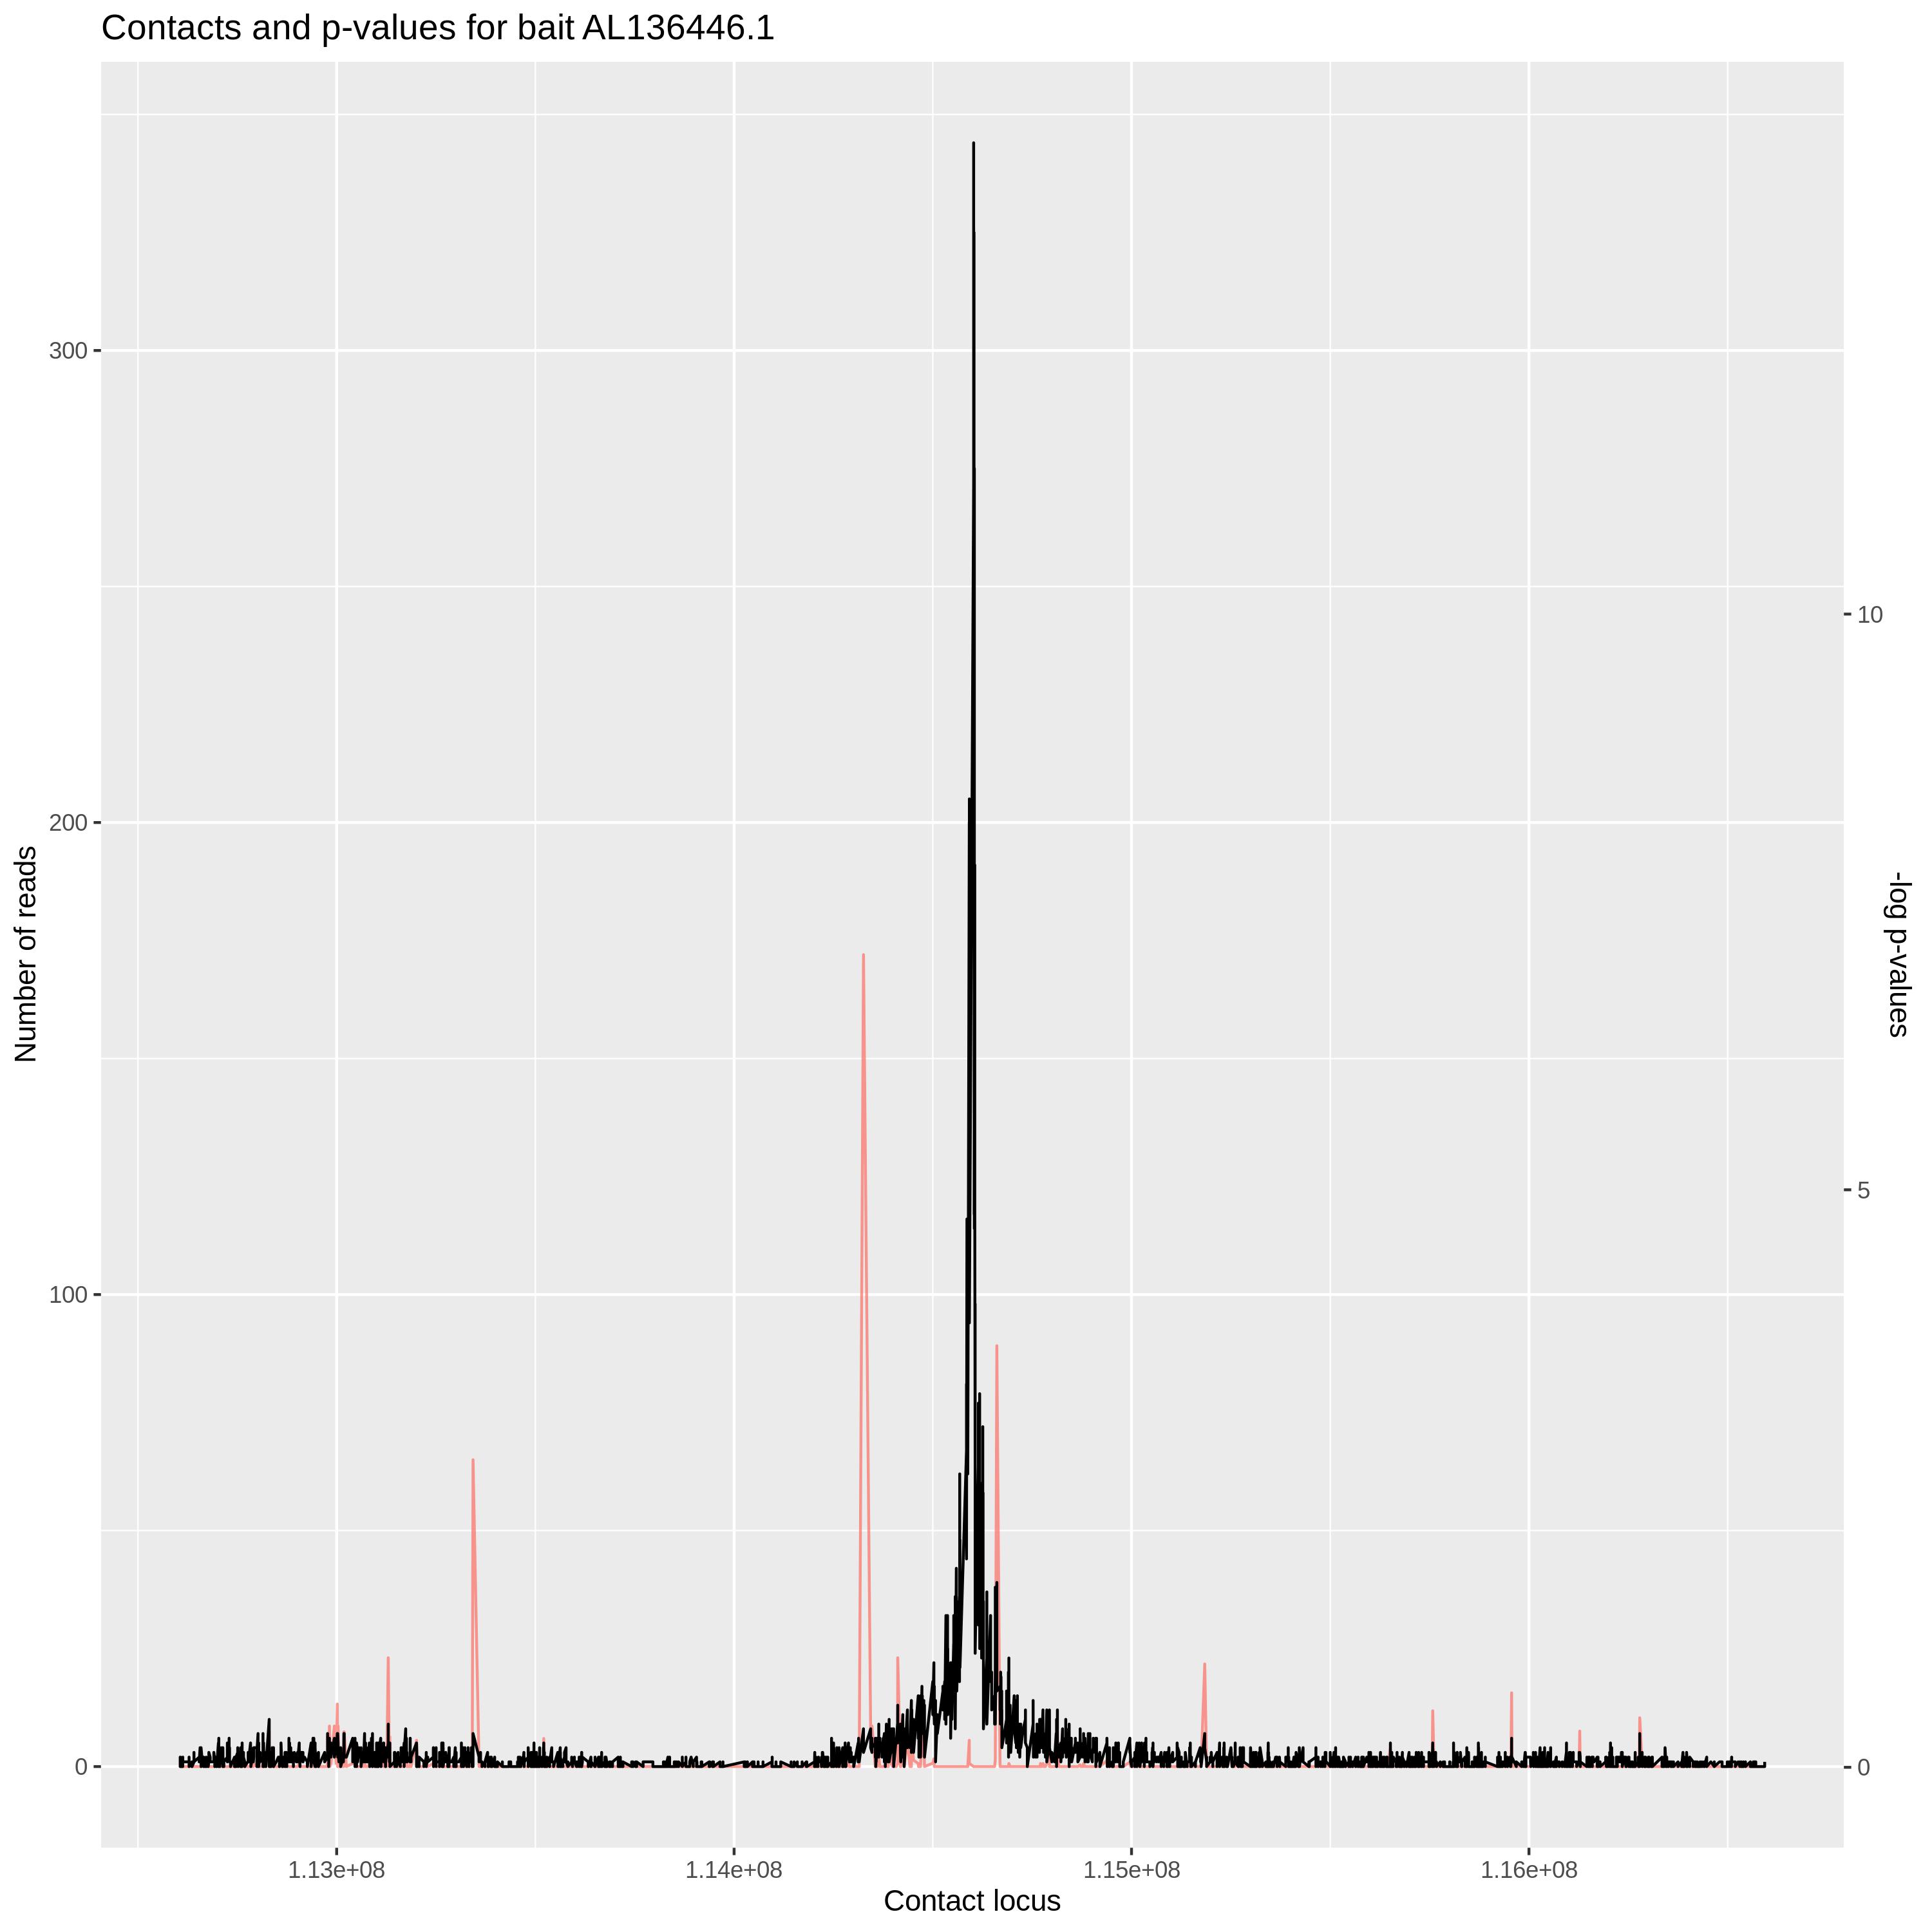 Contacts and p-values for bait AL136446.1
Number of reads
300
200
100
0
10
5
0
-log p-values
1.13e+08 1.14e+08 1.15e+08 1.16e+08
Contact locus